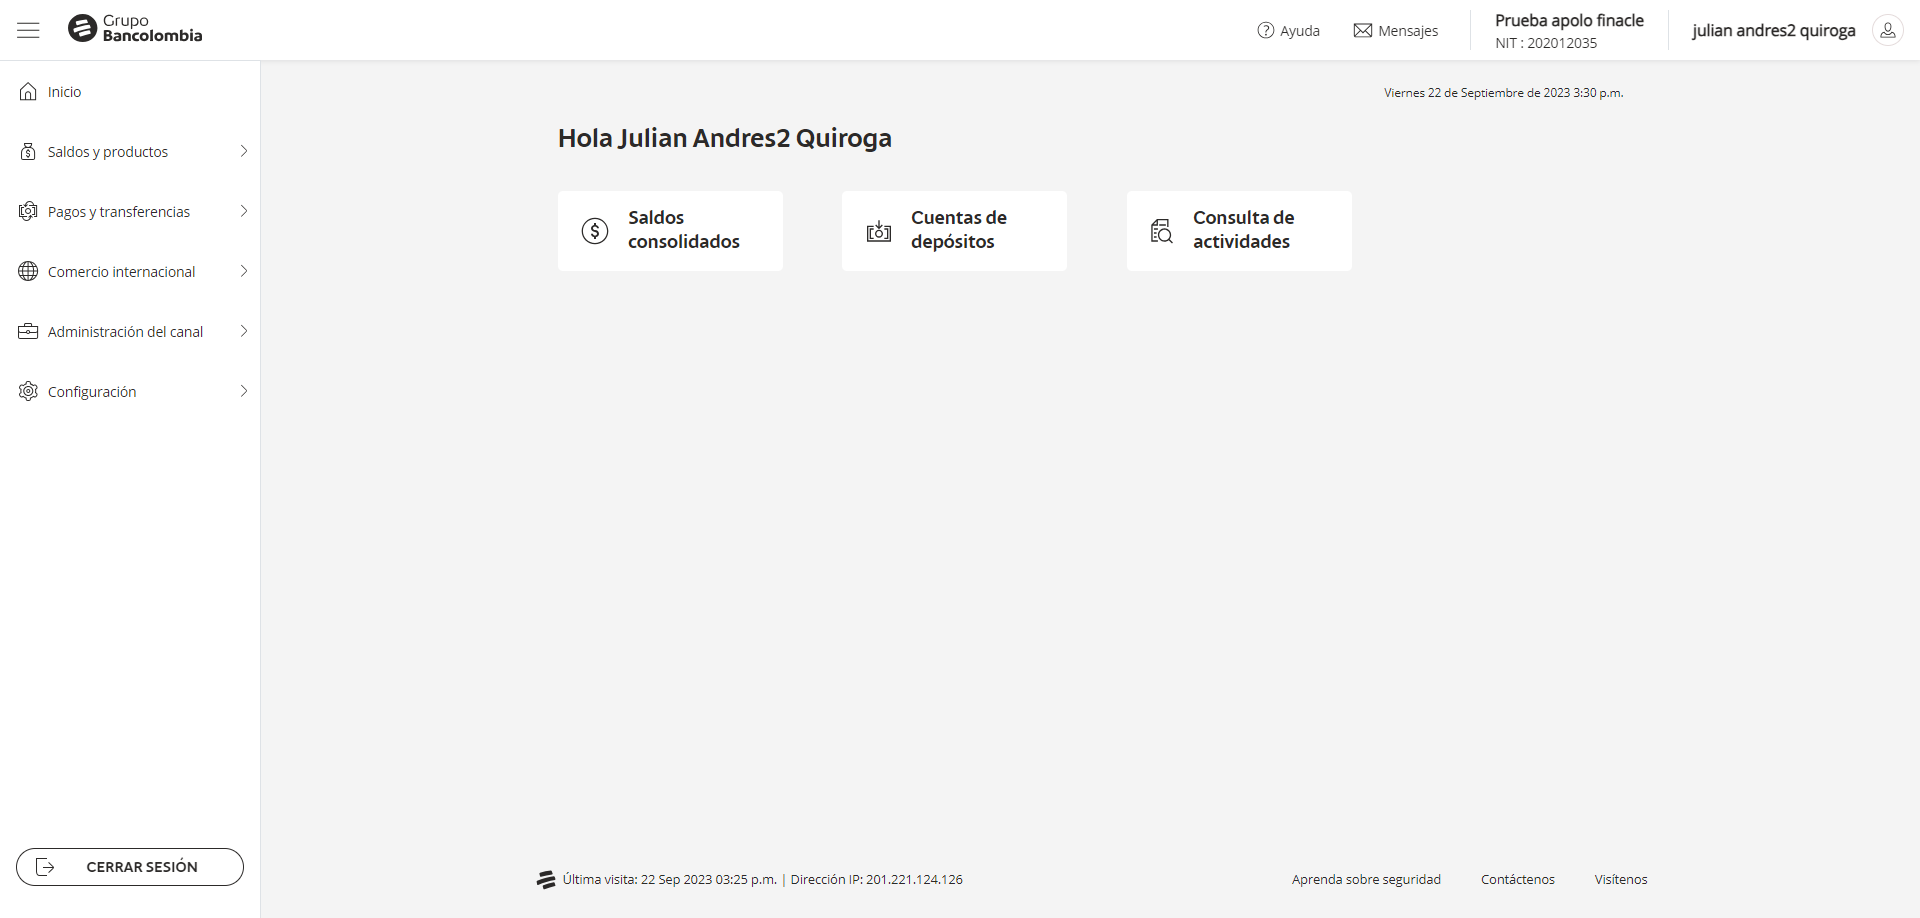 Grupo
Bancolombia
Ayuda
Mensajes
Prueba apolo finacle
NIT : 202012035
julian andres2 quiroga
Inicio
Saldos y productos
Pagos y transferencias
Comercio internacional
Administración del canal
Configuración
CERRAR SESIÓN
Viernes 22 de Septiembre de 2023 3:30 p.m.
Hola Julian Andres2 Quiroga
Saldos
consolidados
Cuentas de
depósitos
Consulta de
actividades
Última visita: 22 Sep 2023 03:25 p.m. | Dirección IP: 201.221.124.126
Aprenda sobre seguridad
Contáctenos
Visítenos